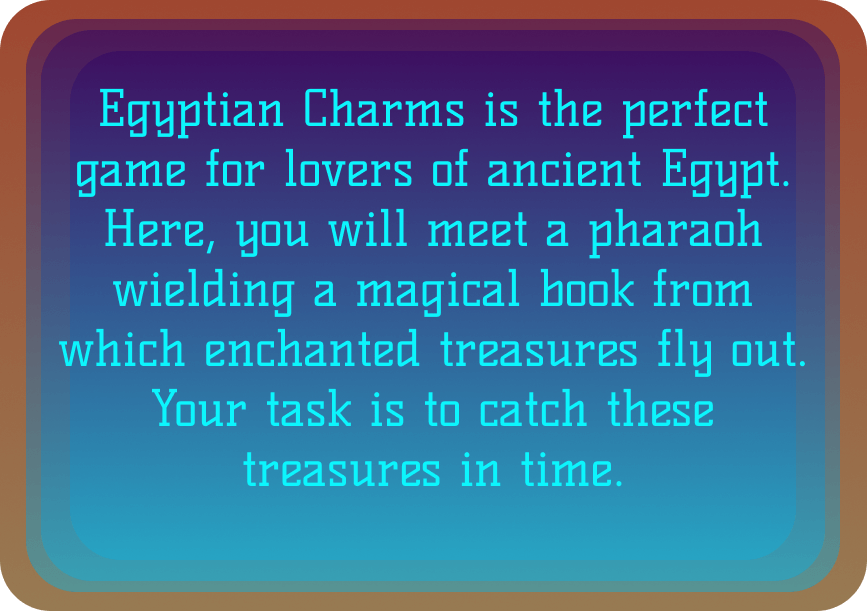 Egyptian Charms is the perfect
game for lovers of ancient Egypt.
Here, you will meet a pharaoh
wielding a magical book from
which enchanted treasures fly out.
Your task is to catch these
treasures in time.